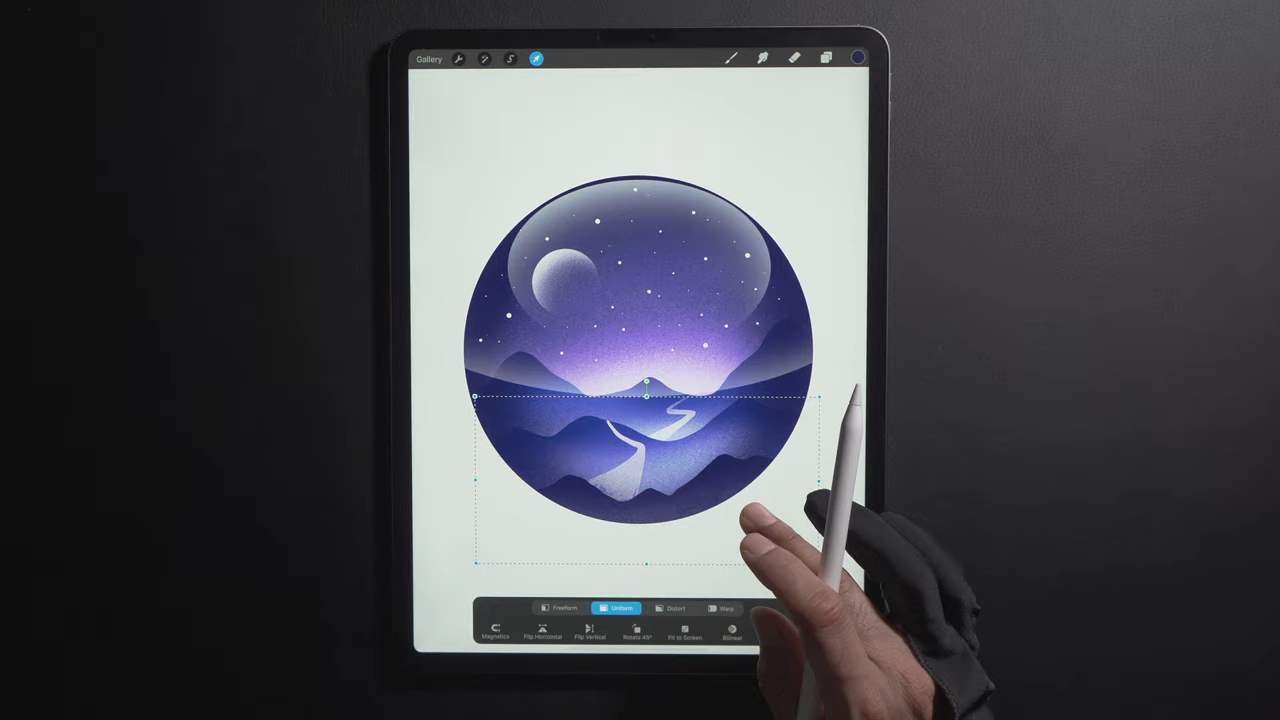 Gallery
Freeform Uniform Distort Warp
Magnetics Flip Horizontal Flip Vertical Rotate 45° Fit to Screen Bilinear